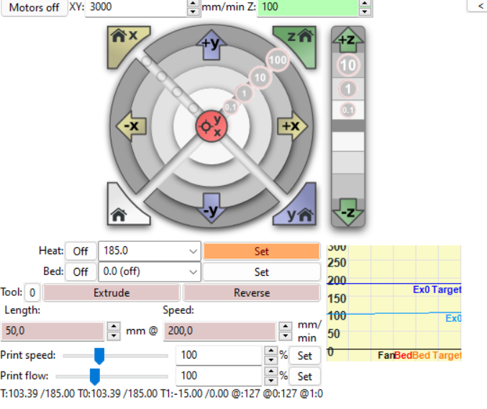 Motors off XY: 3000 mm/min Z: 100 <
x +y z +z
100
10 10
1 1
0.1 0.1
-x y x +x
-y y -z
Heat: Off 185.0 Set
Bed: Off 0.0 (off) Set
Tool: 0 Extrude Reverse
Length: Speed:
50,0 mm @ 200,0 mm/
min
Print speed: 100 % Set
Print flow: 100 % Set
300
250
200
Ex0 Target
150
100
Ex0
50
0
Fan Bed Bed Target
T:103.39 /185.00 T0:103.39 /185.00 T1:-15.00 /0.00 @:127 @0:127 @1:0